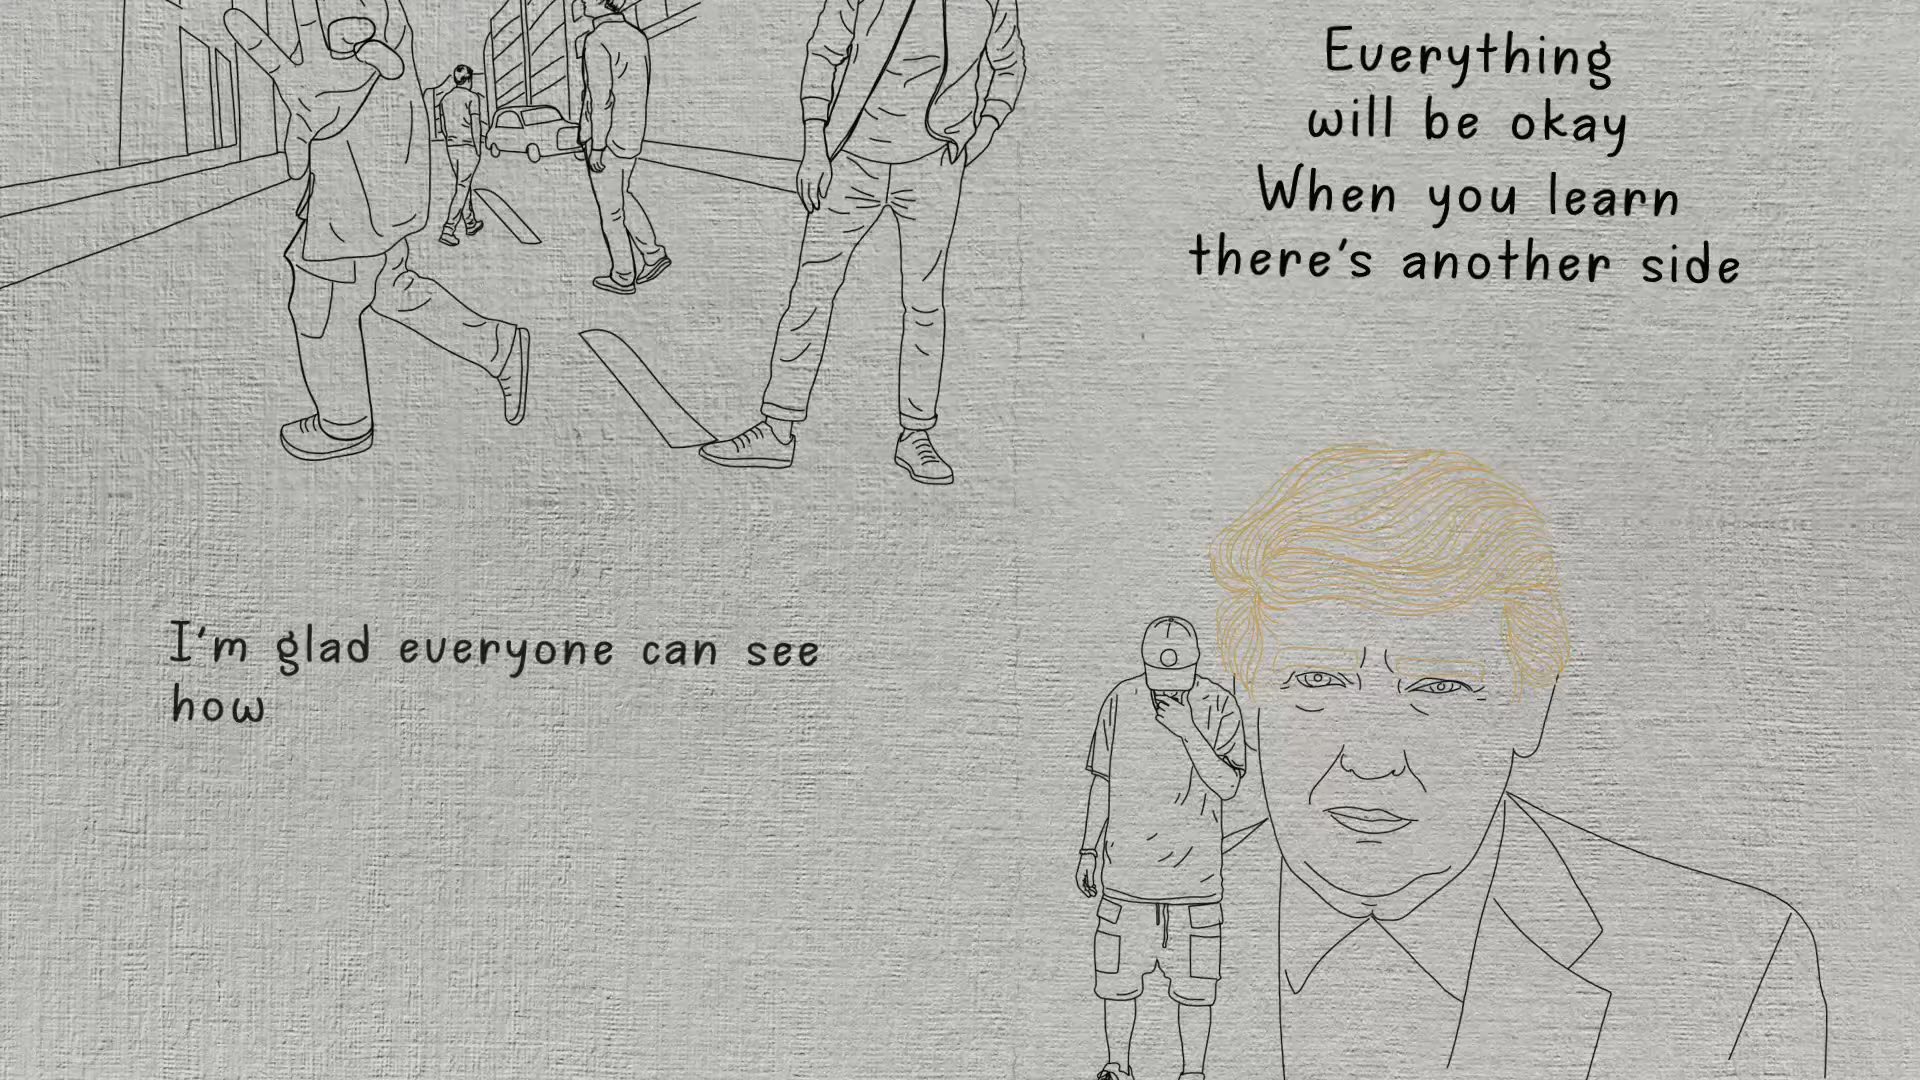 Everything
will be okay
When you learn
there's another side
I'm glad everyone can see
how